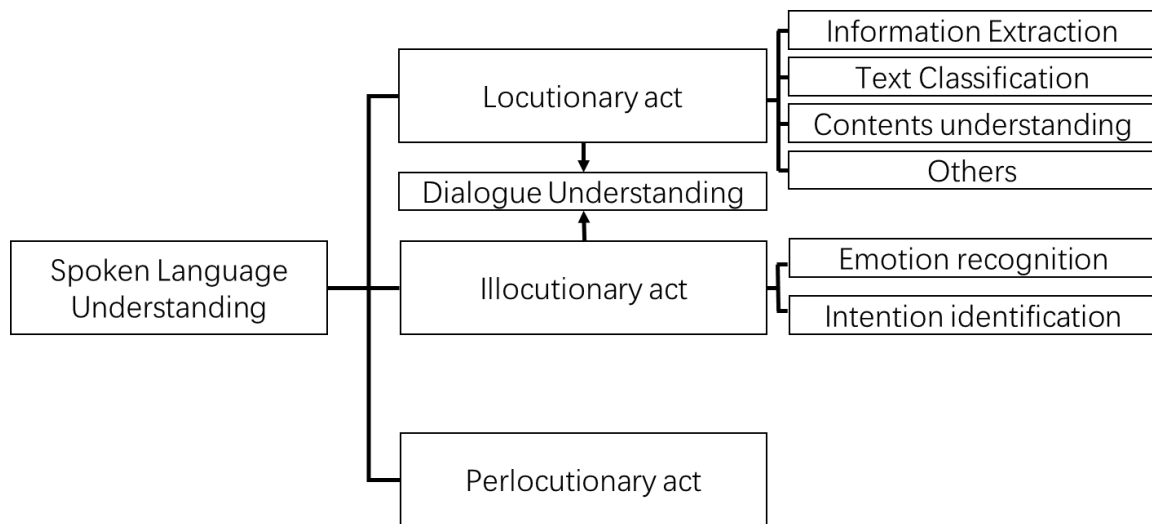 Spoken Language
Understanding
Locutionary act
Dialogue Understanding
Illocutionary act
Perlocutionary act
Information Extraction
Text Classification
Contents understanding
Others
Emotion recognition
Intention identification